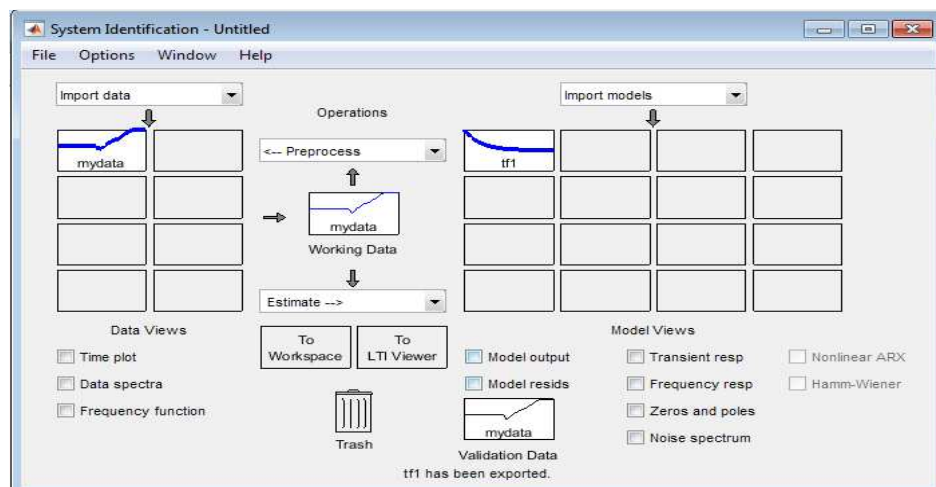 System Identification - Untitled
File Options Window Help
Import data
Operations
Import models
mydata
<-- Preprocess
tf1
mydata
Working Data
Estimate -->
Data Views
Time plot
Data spectra
Frequency function
To Workspace
To LTI Viewer
Trash
Model Views
Model output
Model resids
Transient resp
Frequency resp
Zeros and poles
Noise spectrum
Nonlinear ARX
Hamm-Wiener
mydata
Validation Data
tf1 has been exported.